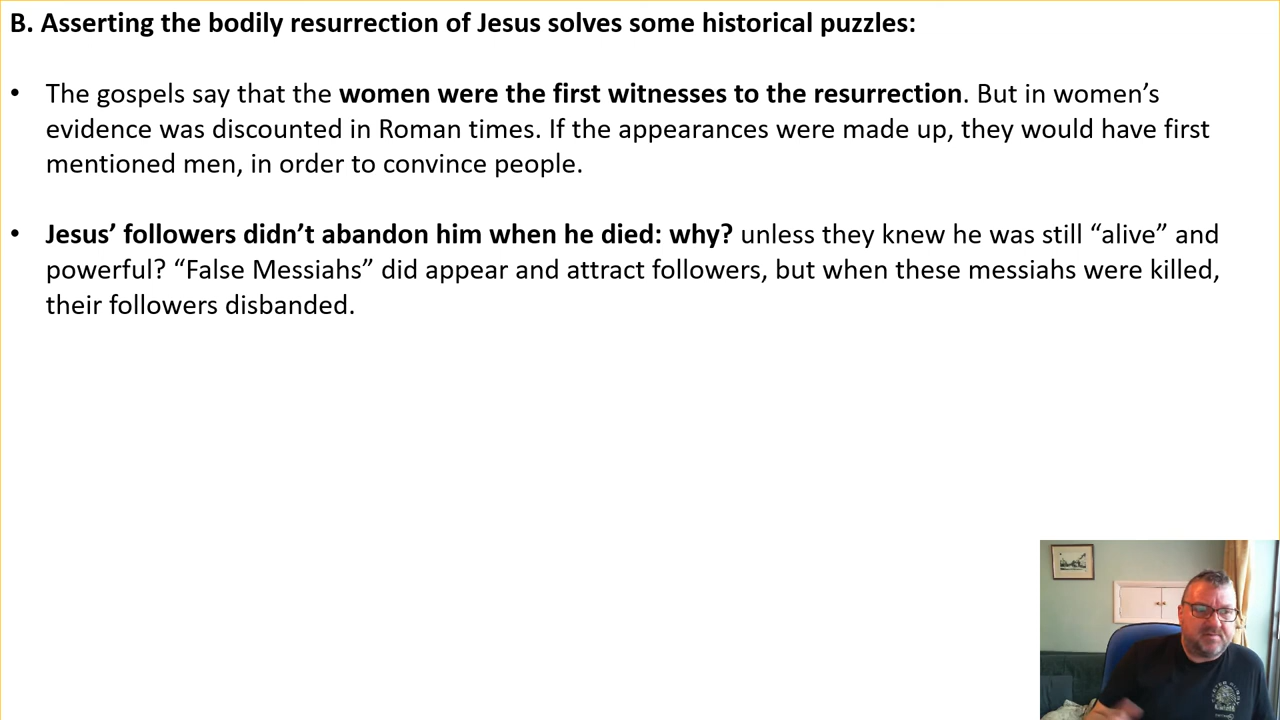 B. Asserting the bodily resurrection of Jesus solves some historical puzzles:
• The gospels say that the women were the first witnesses to the resurrection. But in women’s
evidence was discounted in Roman times. If the appearances were made up, they would have first
mentioned men, in order to convince people.
• Jesus’ followers didn’t abandon him when he died: why? unless they knew he was still “alive” and
powerful? “False Messiahs” did appear and attract followers, but when these messiahs were killed,
their followers disbanded.